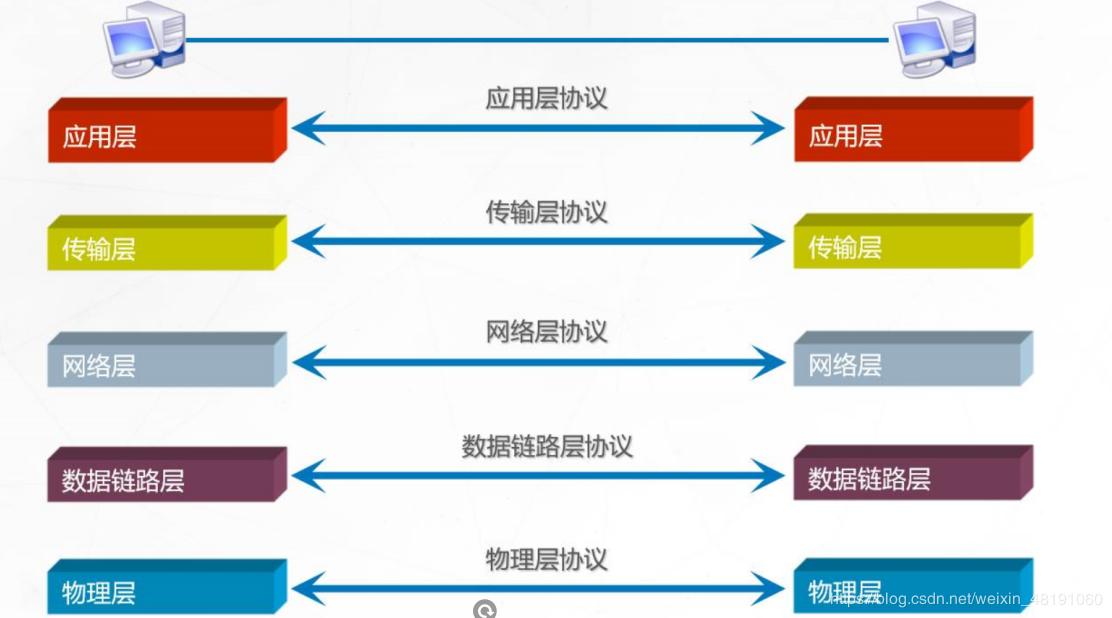 应用层协议
应用层
应用层
传输层协议
传输层
传输层
网络层协议
网络层
网络层
数据链路层协议
数据链路层
数据链路层
物理层协议
物理层
物理层
https://blog.csdn.net/weixin_48191060